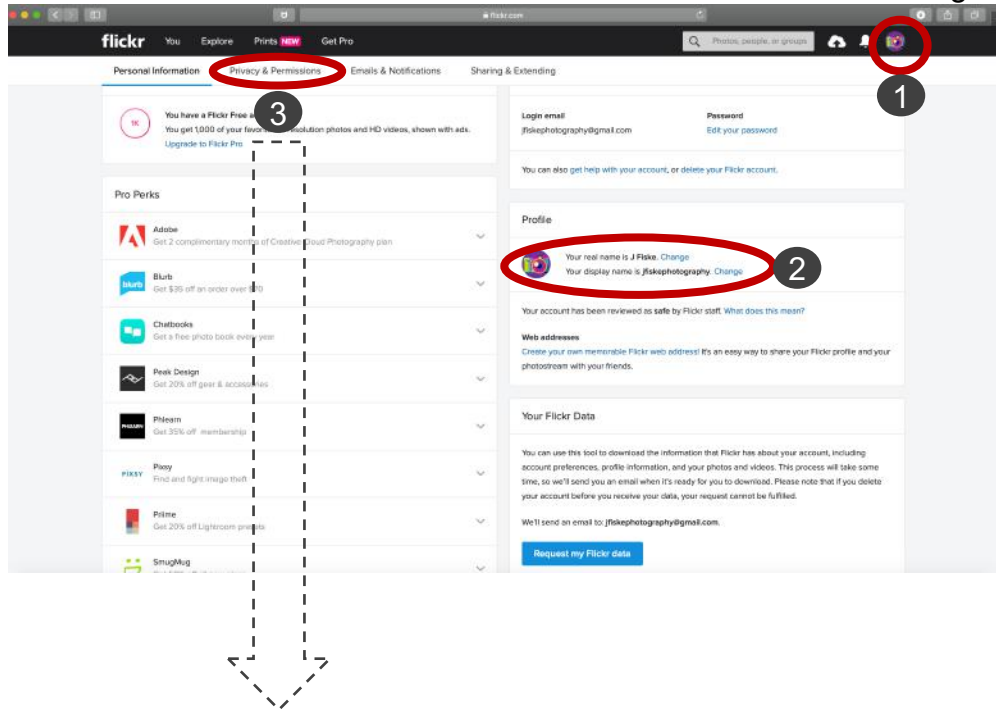 flickr.com
flickr You Explore Prints NEW Get Pro
Photos, people, or groups
1
Personal Information Privacy & Permissions Emails & Notifications Sharing & Extending
3
1K
You have a Flickr Free
You get 1,000 of your resolution photos and HD videos, shown with ads.
Upgrade to Flickr Pro
Pro Perks
Adobe
Get 2 complimentary months of Creative Cloud Photography plan
blurb
Blurb
Get $35 off an order over
Chatbooks
Get a free photo book every year
Peak Design
Get 20% off gear & accessories
PHLEARN
Phlearn
Get 35% off membership
PIXSY
Pixsy
Find and fight image theft
Priime
Get 20% off Lightroom presets
SmugMug
Login email Password
jfiskephotography@gmail.com Edit your password
You can also get help with your account, or delete your Flickr account.
Profile
Your real name is J Fiske. Change
Your display name is jfiskephotography. Change
2
Your account has been reviewed as safe by Flickr staff. What does this mean?
Web addresses
Create your own memorable Flickr web address! It's an easy way to share your Flickr profile and your
photostream with your friends.
Your Flickr Data
You can use this tool to download the information that Flickr has about your account, including
account preferences, profile information, and your photos and videos. This process will take some
time, so we'll send you an email when it's ready for you to download. Please note that if you delete
your account before you receive your data, your request cannot be fulfilled.
We'll send an email to: jfiskephotography@gmail.com.
Request my Flickr data